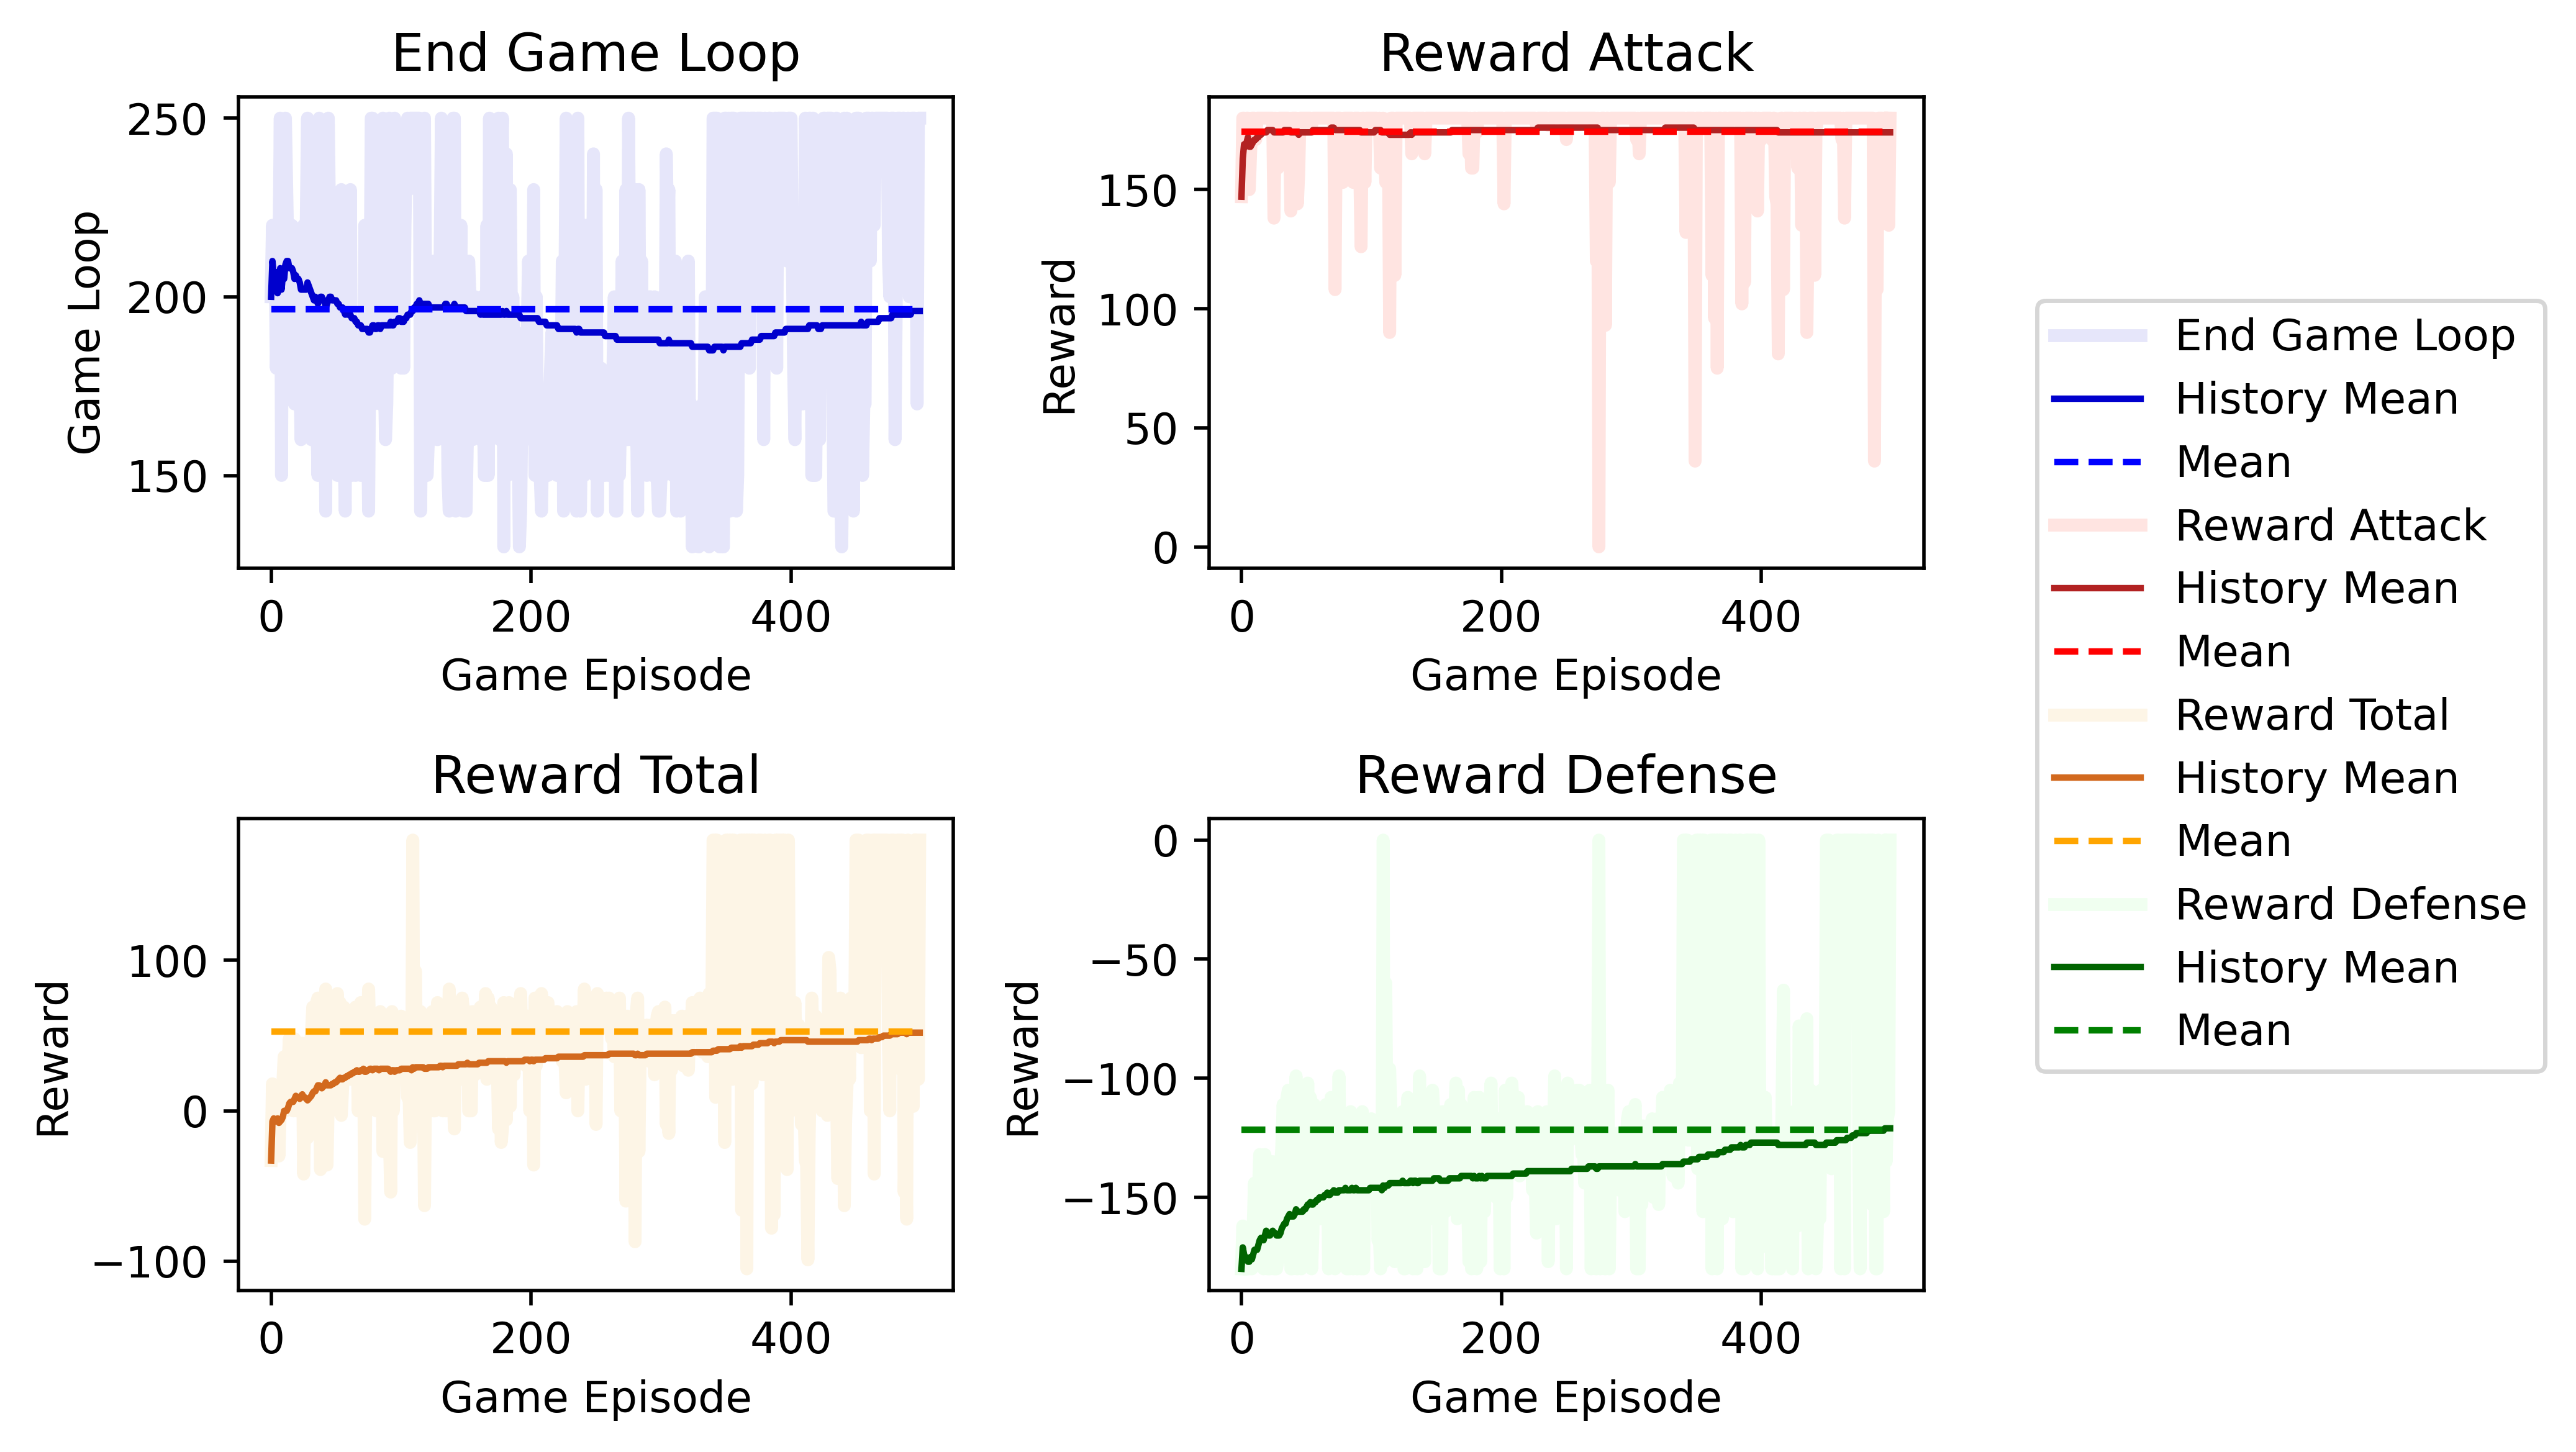 End Game Loop
Game Loop
250
200
150
0
200
400
Game Episode
Reward Attack
Reward
150
100
50
0
0
200
400
Game Episode
Reward Total
Reward
100
0
−100
0
200
400
Game Episode
Reward Defense
Reward
0
−50
−100
−150
0
200
400
Game Episode
End Game Loop
History Mean
Mean
Reward Attack
History Mean
Mean
Reward Total
History Mean
Mean
Reward Defense
History Mean
Mean